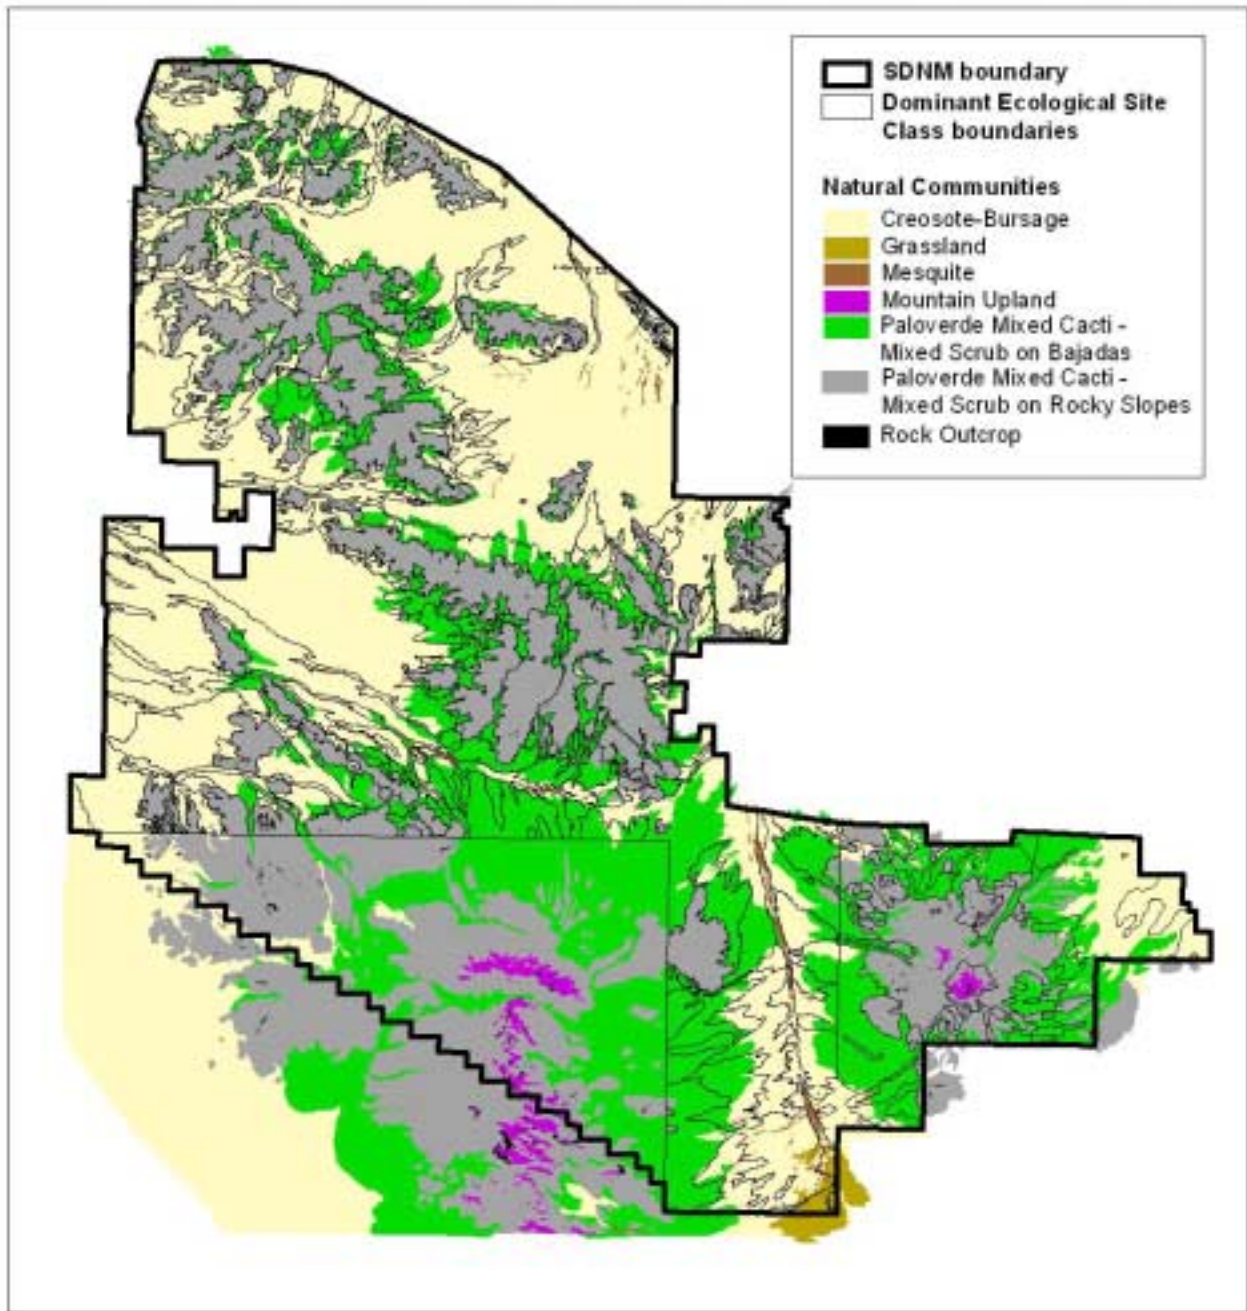 SDNM boundary
Dominant Ecological Site
Class boundaries
Natural Communities
Creosote-Bursage
Grassland
Mesquite
Mountain Upland
Paloverde Mixed Cacti -
Mixed Scrub on Bajadas
Paloverde Mixed Cacti -
Mixed Scrub on Rocky Slopes
Rock Outcrop